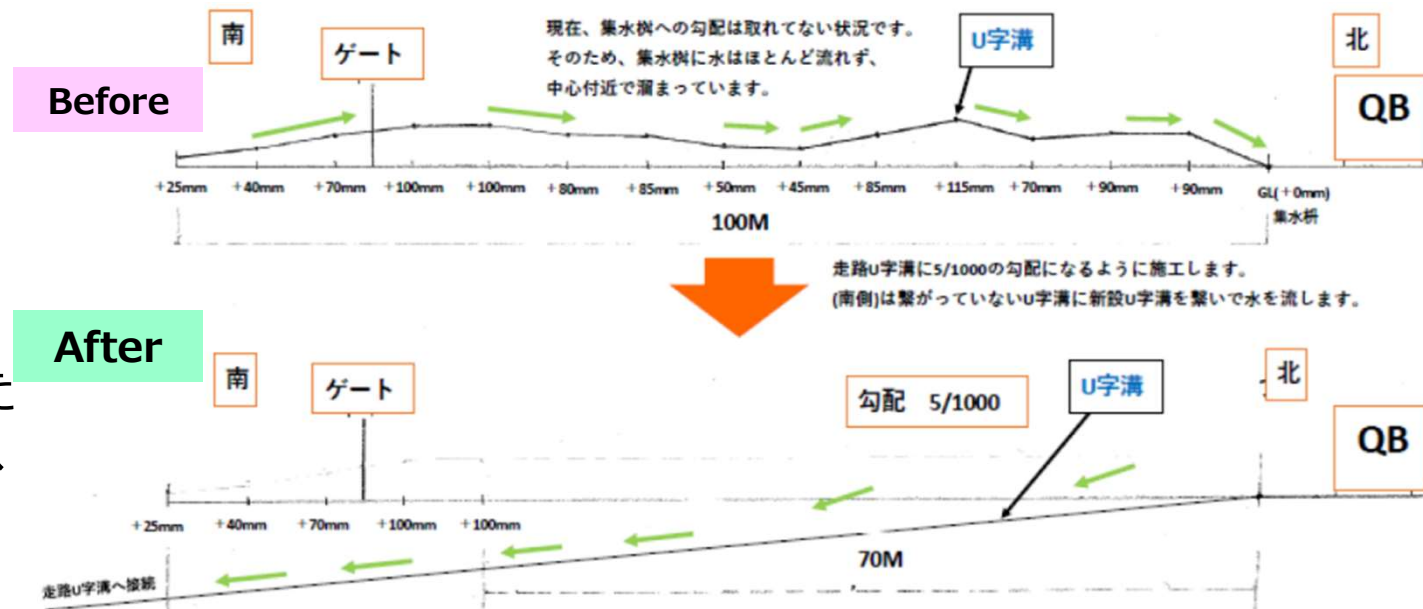 南
ゲート
現在、集水桝への勾配は取れてない状況です。
そのため、集水桝に水はほとんど流れず、
中心付近で溜まっています。
U字溝
北
Before
QB
+25mm +40mm +70mm +100mm +100mm +80mm +85mm +50mm +45mm +85mm +115mm +70mm +90mm +90mm GL(+0mm)
集水枡
100M
走路U字溝に5/1000の勾配になるように施工します。
(南側)は繋がっていないU字溝に新設U字溝を繋いで水を流します。
After
南
ゲート
勾配 5/1000
U字溝
北
QB
+25mm +40mm +70mm +100mm +100mm
70M
走路U字溝へ接続